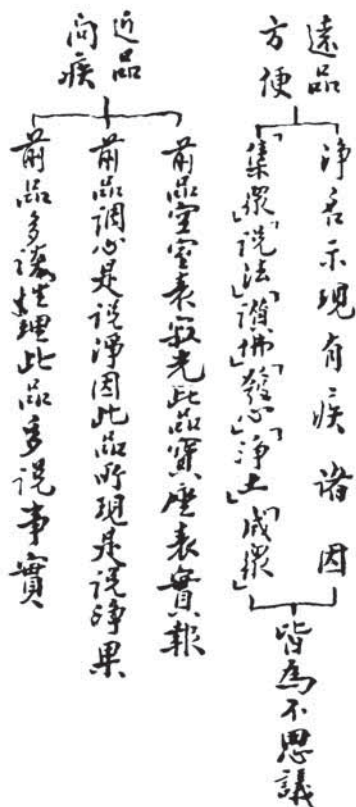 遠品
方便
淨名示現有疾諸因
「集眾」「說法」「讚佛」「發心」「淨土」「成眾」
皆為不思議
近品
問疾
前品空室表寂光此品寶座表實報
前品調心是說淨因此品所現是說淨果
前品多談性理此品多說事實